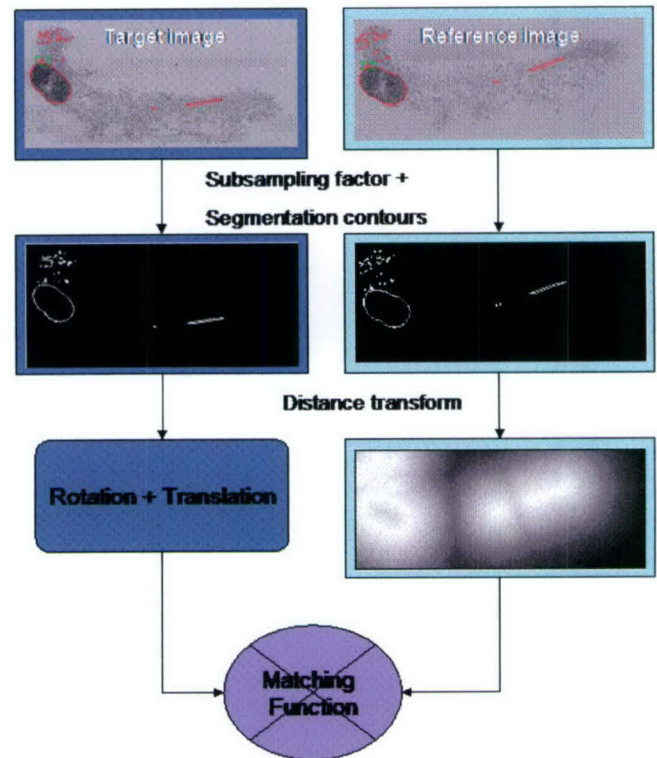 Target Image
Reference Image
Subsampling factor +
Segmentation contours
Distance transform
Rotation + Translation
Matching
Function